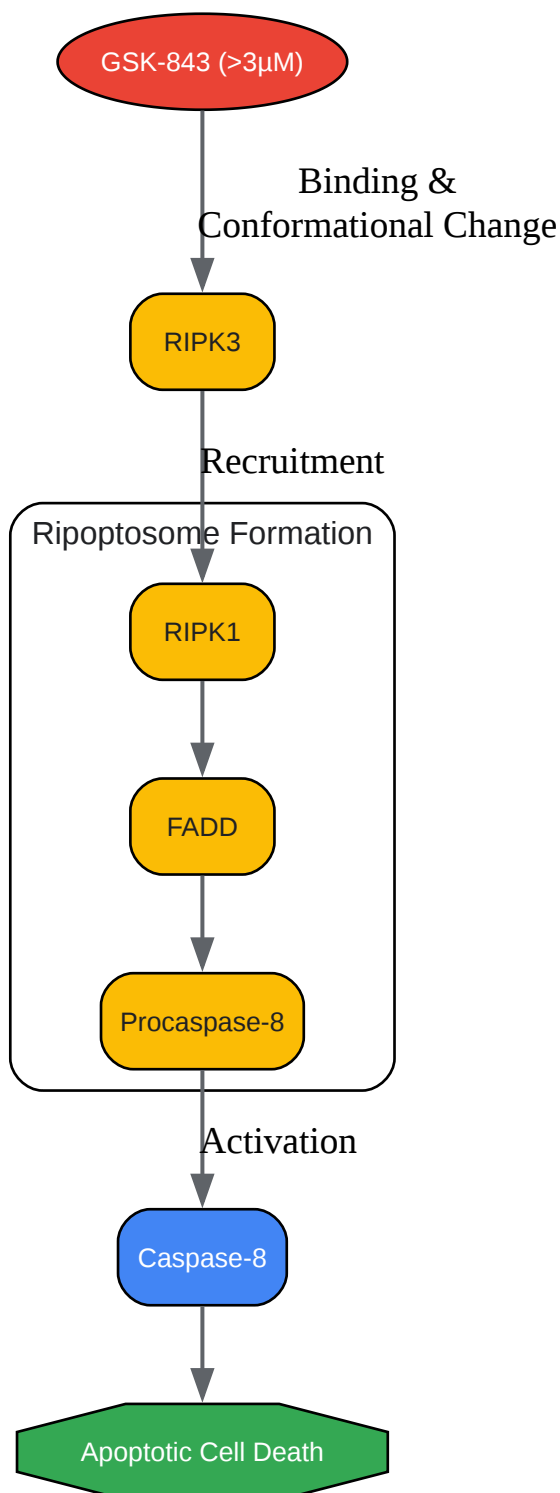 GSK-843 (>3µM)
Binding &
Conformational Change
RIPK3
Recruitment
Ripoptosome Formation
RIPK1
FADD
Procaspase-8
Activation
Caspase-8
Apoptotic Cell Death